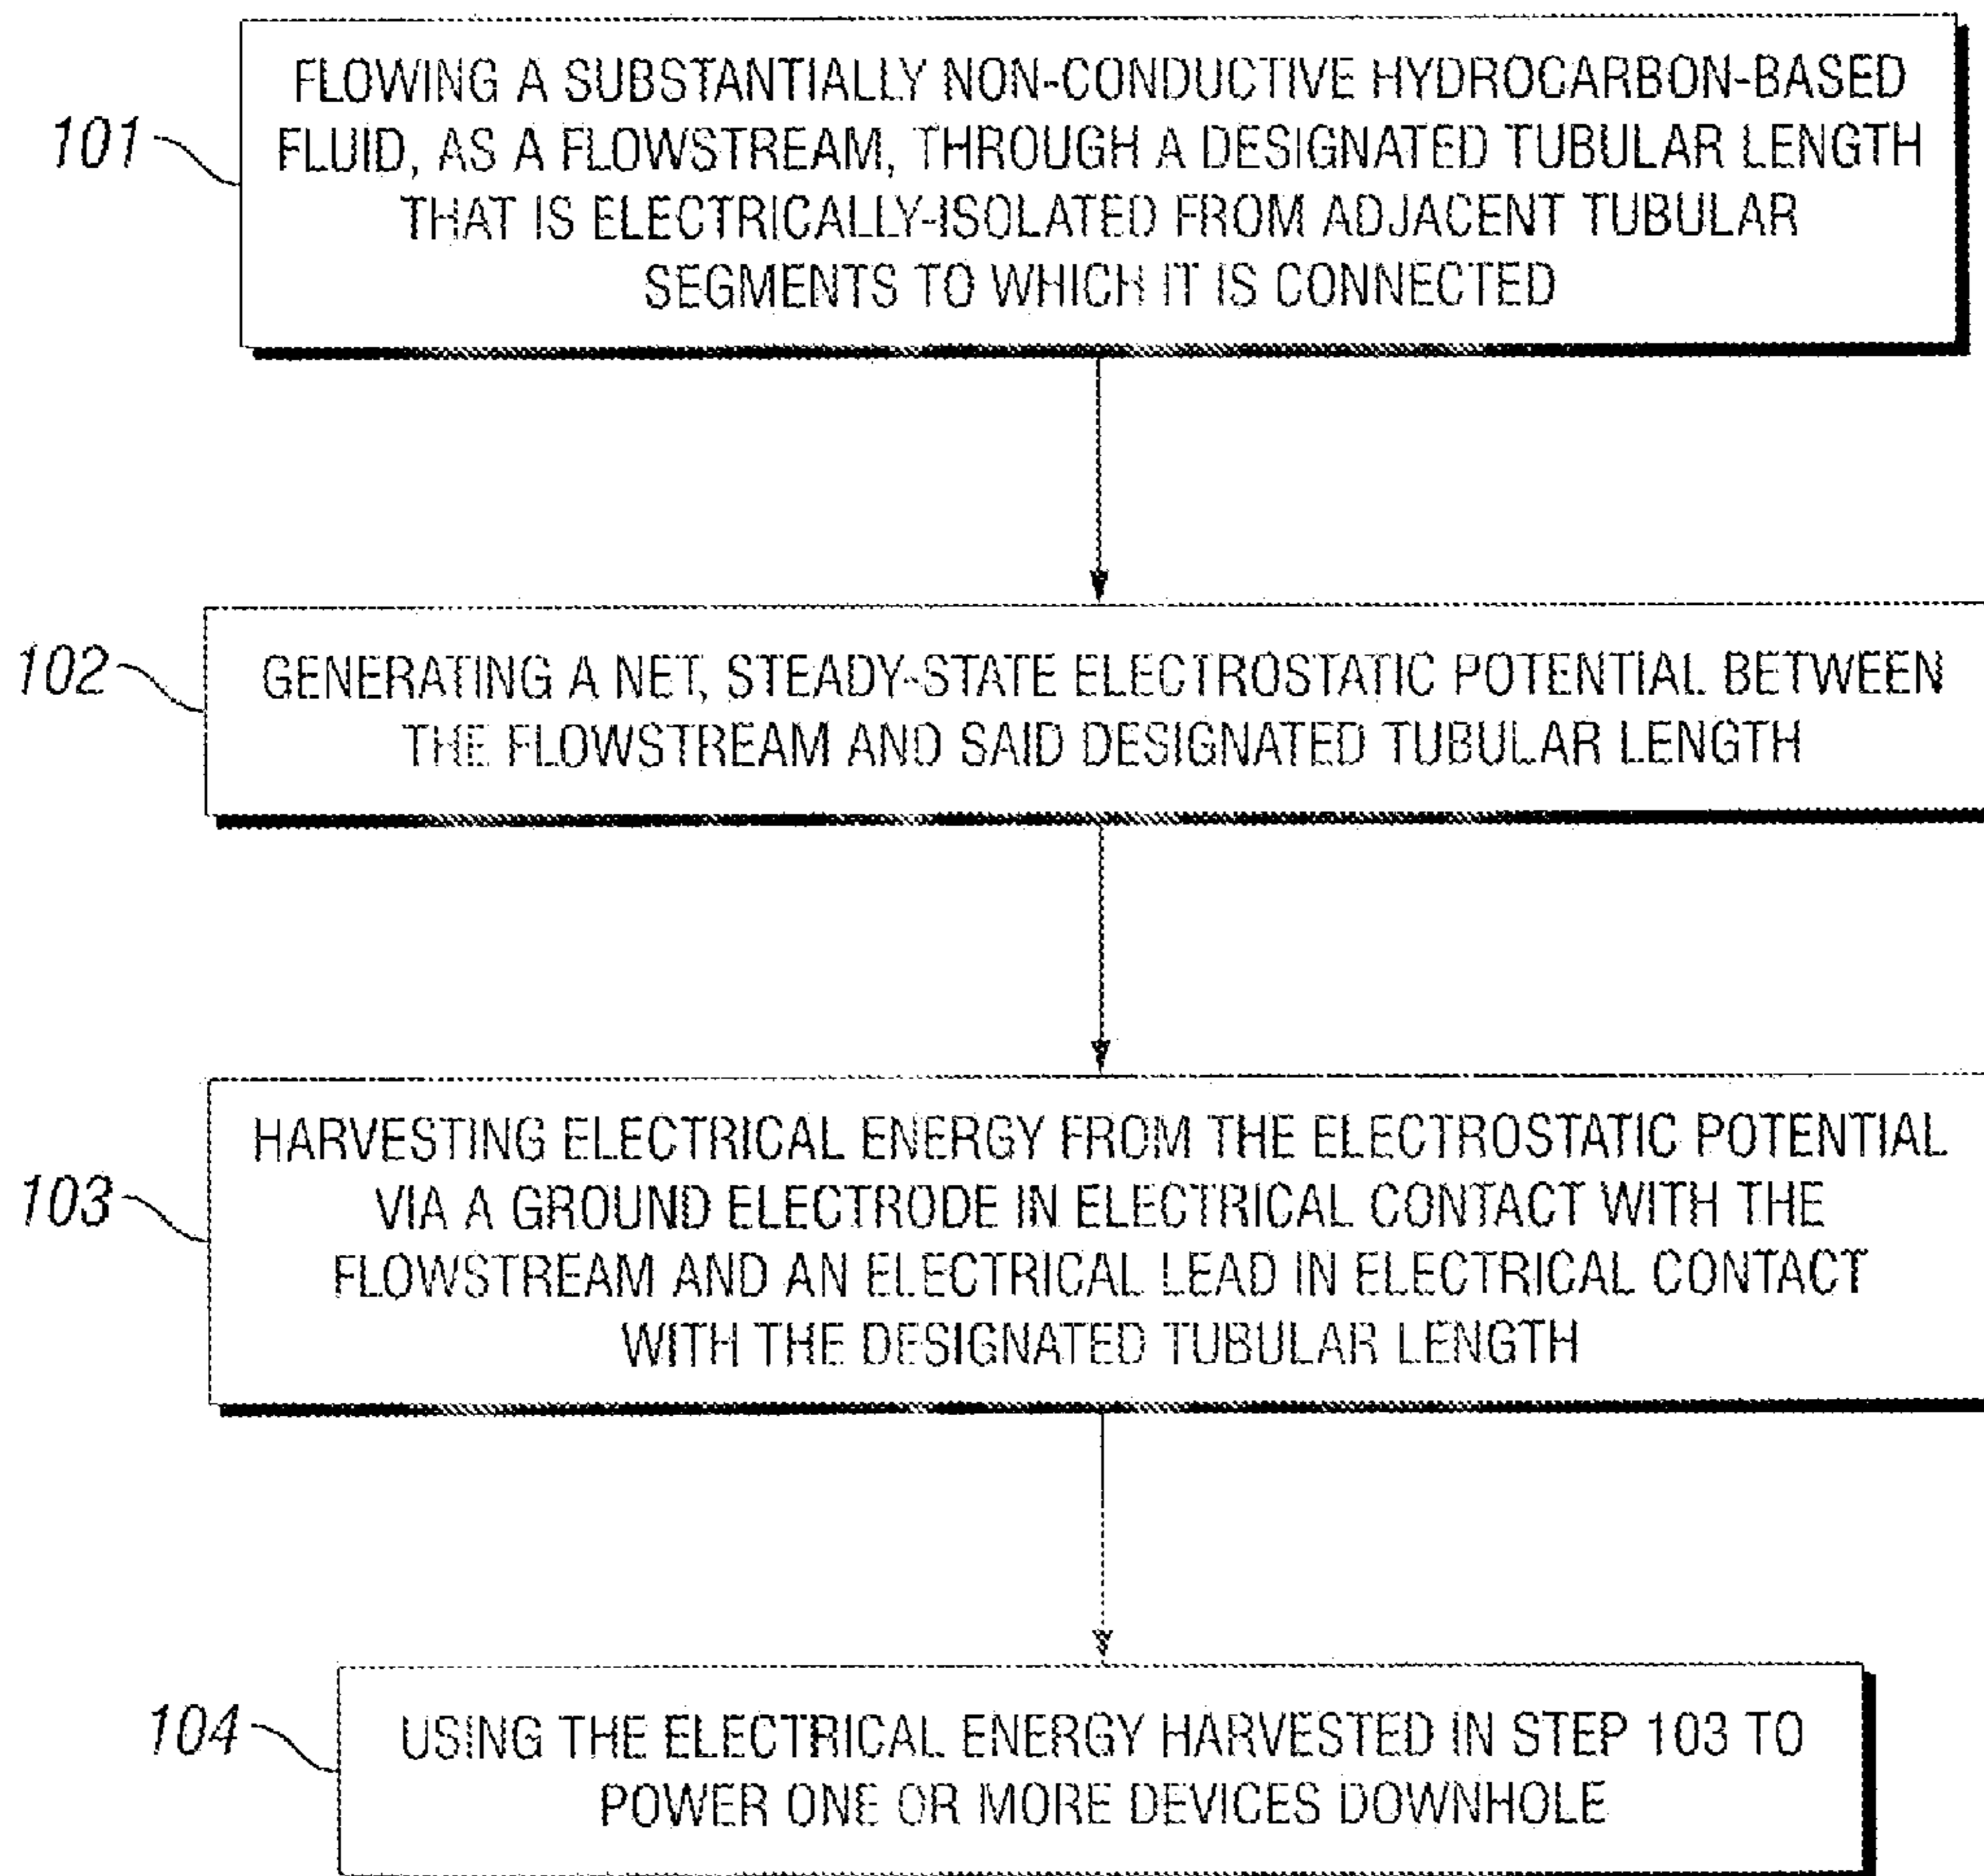 101
FLOWING A SUBSTANTIALLY NON-CONDUCTIVE HYDROCARBON-BASED
FLUID, AS A FLOWSTREAM, THROUGH A DESIGNATED TUBULAR LENGTH
THAT IS ELECTRICALLY-ISOLATED FROM ADJACENT TUBULAR
SEGMENTS TO WHICH IT IS CONNECTED
102
GENERATING A NET, STEADY-STATE ELECTROSTATIC POTENTIAL BETWEEN
THE FLOWSTREAM AND SAID DESIGNATED TUBULAR LENGTH
103
HARVESTING ELECTRICAL ENERGY FROM THE ELECTROSTATIC POTENTIAL
VIA A GROUND ELECTRODE IN ELECTRICAL CONTACT WITH THE
FLOWSTREAM AND AN ELECTRICAL LEAD IN ELECTRICAL CONTACT
WITH THE DESIGNATED TUBULAR LENGTH
104
USING THE ELECTRICAL ENERGY HARVESTED IN STEP 103 TO
POWER ONE OR MORE DEVICES DOWNHOLE